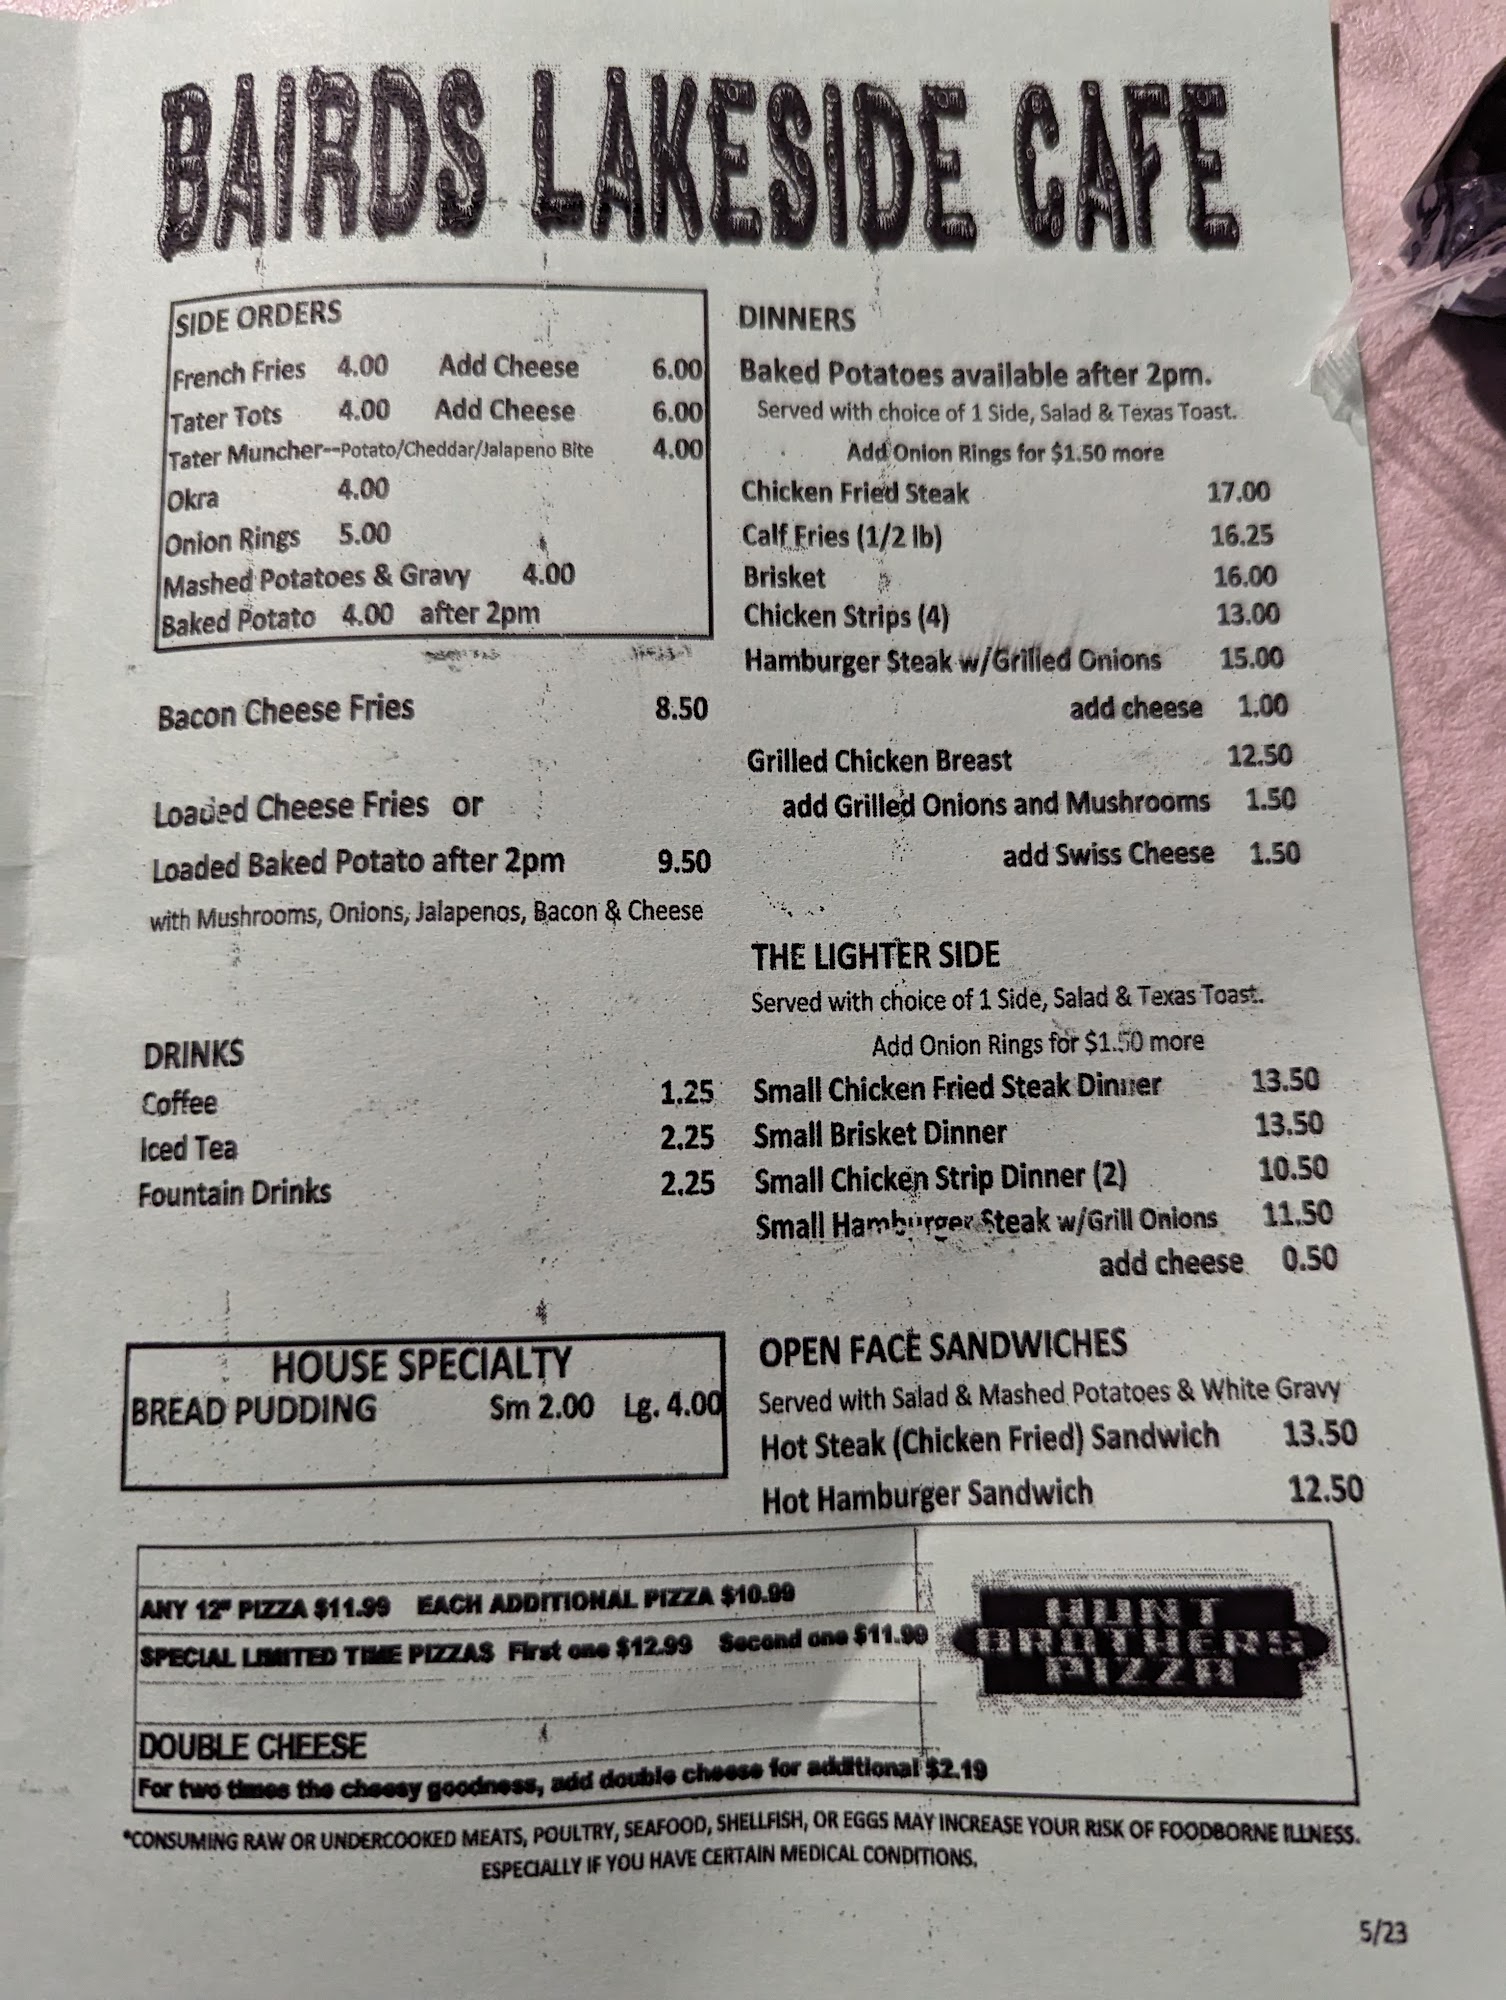 BAIRDS LAKESIDE CAFE
SIDE ORDERS
French Fries 4.00 Add Cheese 6.00
Tater Tots 4.00 Add Cheese 6.00
Tater Muncher--Potato/Cheddar/Jalapeno Bite 4.00
Okra 4.00
Onion Rings 5.00
Mashed Potatoes & Gravy 4.00
Baked Potato 4.00 after 2pm
Bacon Cheese Fries 8.50
Loaded Cheese Fries or
Loaded Baked Potato after 2pm 9.50
with Mushrooms, Onions, Jalapenos, Bacon & Cheese
DRINKS
Coffee 1.25
Iced Tea 2.25
Fountain Drinks 2.25
HOUSE SPECIALTY
BREAD PUDDING Sm 2.00 Lg. 4.00
DINNERS
Baked Potatoes available after 2pm.
Served with choice of 1 Side, Salad & Texas Toast.
Add Onion Rings for $1.50 more
Chicken Fried Steak 17.00
Calf Fries (1/2 lb) 16.25
Brisket 16.00
Chicken Strips (4) 13.00
Hamburger Steak w/Grilled Onions 15.00
add cheese 1.00
Grilled Chicken Breast 12.50
add Grilled Onions and Mushrooms 1.50
add Swiss Cheese 1.50
THE LIGHTER SIDE
Served with choice of 1 Side, Salad & Texas Toast.
Add Onion Rings for $1.50 more
Small Chicken Fried Steak Dinner 13.50
Small Brisket Dinner 13.50
Small Chicken Strip Dinner (2) 10.50
Small Hamburger Steak w/Grill Onions 11.50
add cheese 0.50
OPEN FACE SANDWICHES
Served with Salad & Mashed Potatoes & White Gravy
Hot Steak (Chicken Fried) Sandwich 13.50
Hot Hamburger Sandwich 12.50
ANY 12" PIZZA $11.99 EACH ADDITIONAL PIZZA $10.99
SPECIAL LIMITED TIME PIZZAS First one $12.99 Second one $11.99
DOUBLE CHEESE
For two times the cheesy goodness, add double cheese for additional $2.19
HUNT
BROTHERS
PIZZA
*CONSUMING RAW OR UNDERCOOKED MEATS, POULTRY, SEAFOOD, SHELLFISH, OR EGGS MAY INCREASE YOUR RISK OF FOODBORNE ILLNESS.
ESPECIALLY IF YOU HAVE CERTAIN MEDICAL CONDITIONS.
5/23